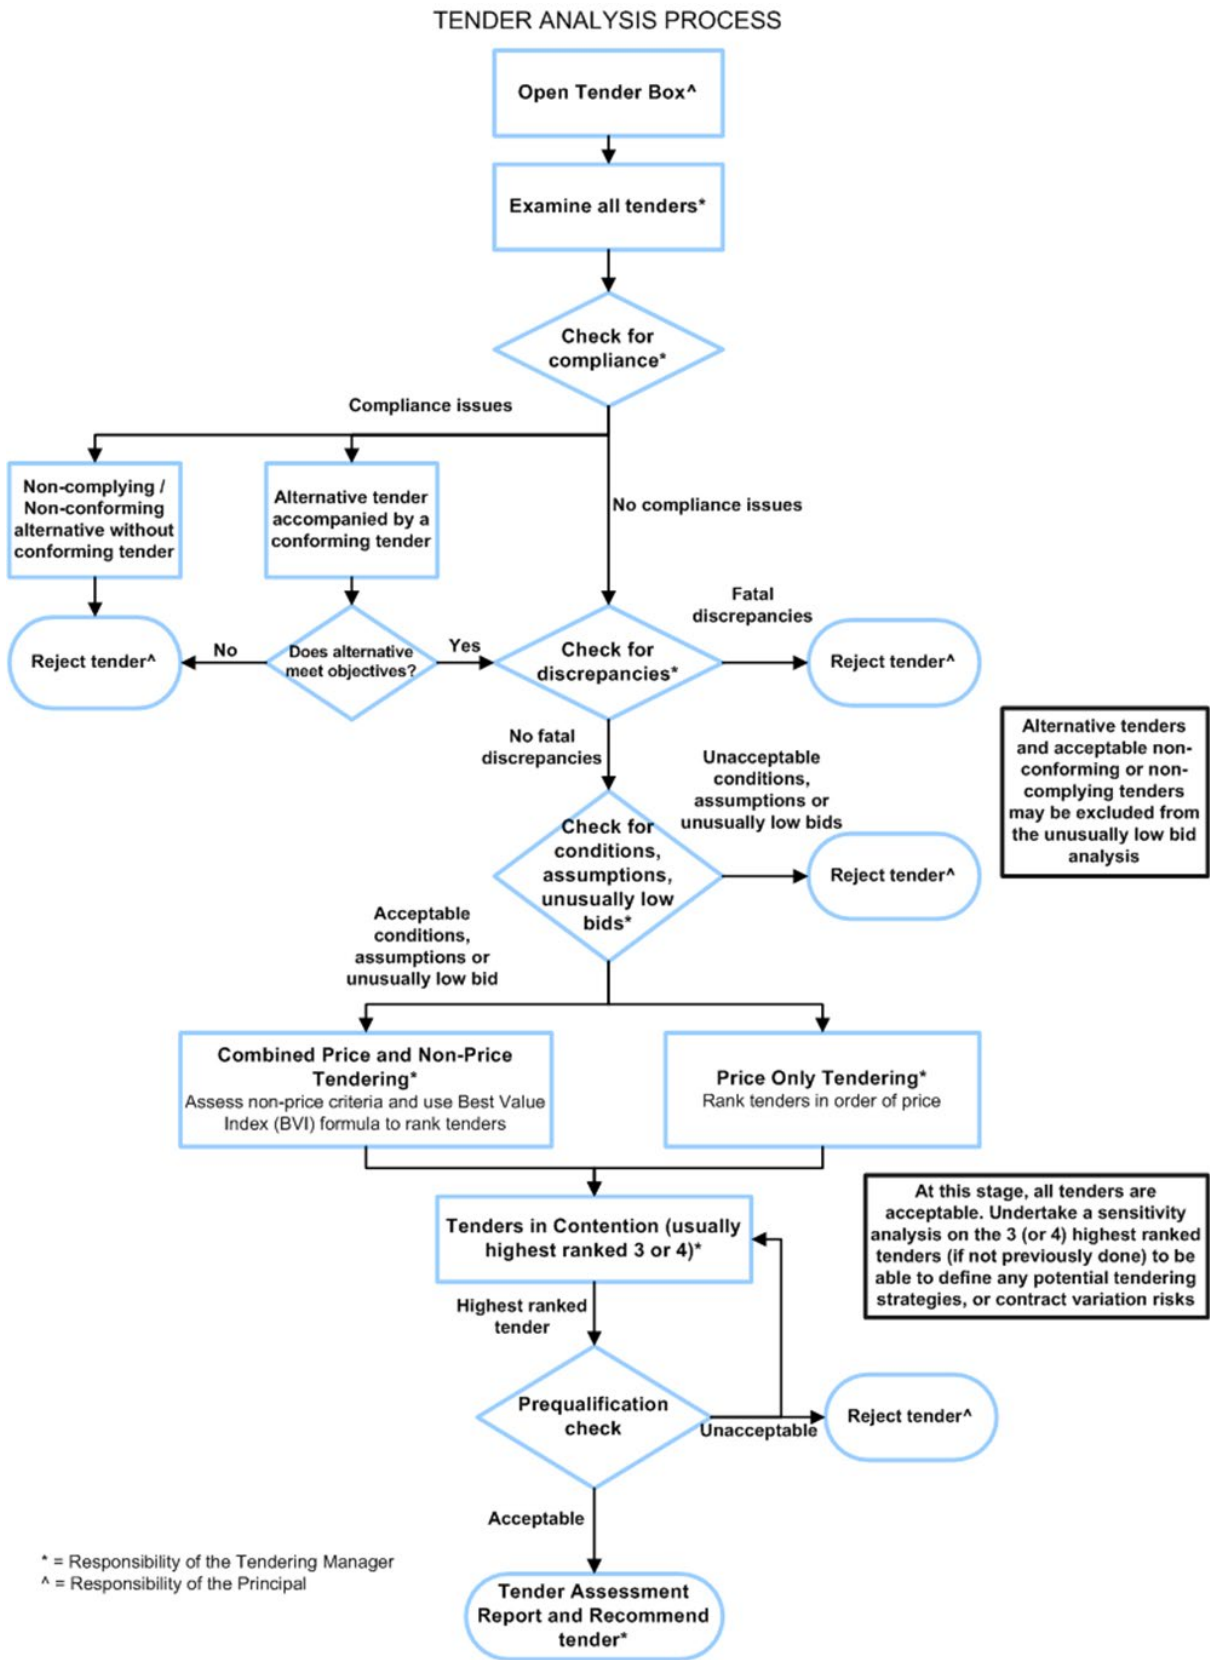 TENDER ANALYSIS PROCESS
Open Tender Box^
Examine all tenders*
Check for
compliance*
Compliance issues
Non-complying /
Non-conforming
alternative without
conforming tender
Alternative tender
accompanied by a
conforming tender
No compliance issues
Reject tender^
No
Does alternative
meet objectives?
Yes
Check for
discrepancies*
Fatal
discrepancies
Reject tender^
No fatal
discrepancies
Unacceptable
conditions,
assumptions or
unusually low bids
Alternative tenders
and acceptable non-
conforming or non-
complying tenders
may be excluded from
the unusually low bid
analysis
Check for
conditions,
assumptions,
unusually low
bids*
Reject tender^
Acceptable
conditions,
assumptions or
unusually low bid
Combined Price and Non-Price
Tendering*
Assess non-price criteria and use Best Value
Index (BVI) formula to rank tenders
Price Only Tendering*
Rank tenders in order of price
Tenders in Contention (usually
highest ranked 3 or 4)*
At this stage, all tenders are
acceptable. Undertake a sensitivity
analysis on the 3 (or 4) highest ranked
tenders (if not previously done) to be
able to define any potential tendering
strategies, or contract variation risks
Highest ranked
tender
Prequalification
check
Unacceptable
Reject tender^
Acceptable
* = Responsibility of the Tendering Manager
^ = Responsibility of the Principal
Tender Assessment
Report and Recommend
tender*